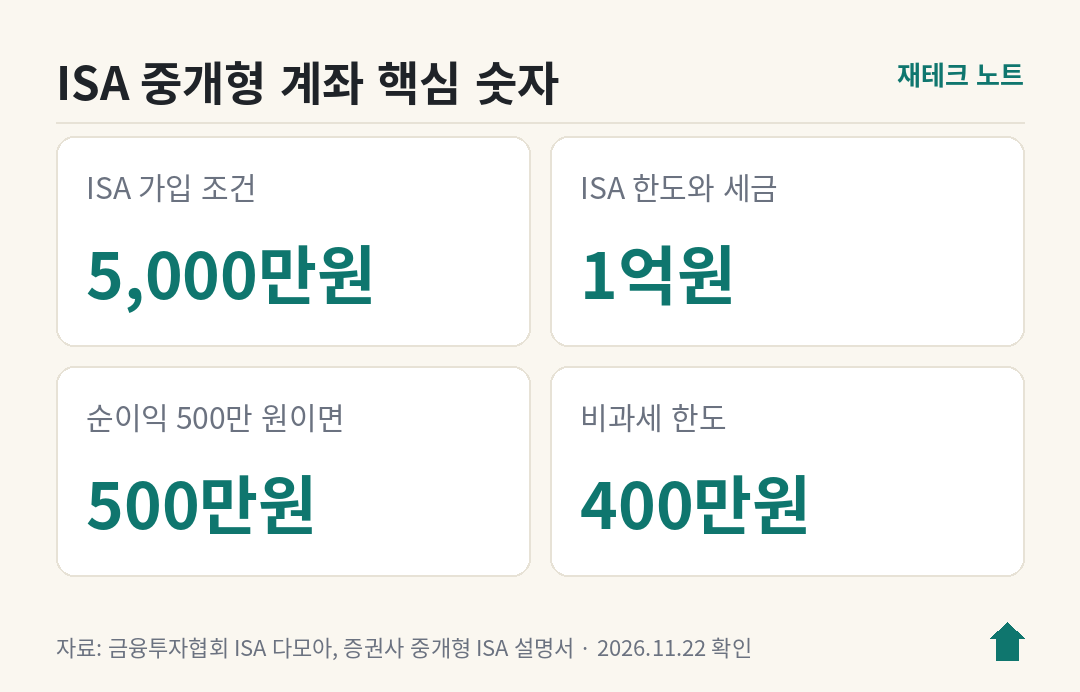 ISA 중개형 계좌 핵심 숫자
재테크 노트
ISA 가입 조건
5,000만원
ISA 한도와 세금
1억원
순이익 500만 원이면
500만원
비과세 한도
400만원
자료: 금융투자협회 ISA 다모아, 증권사 중개형 ISA 설명서 · 2026.11.22 확인